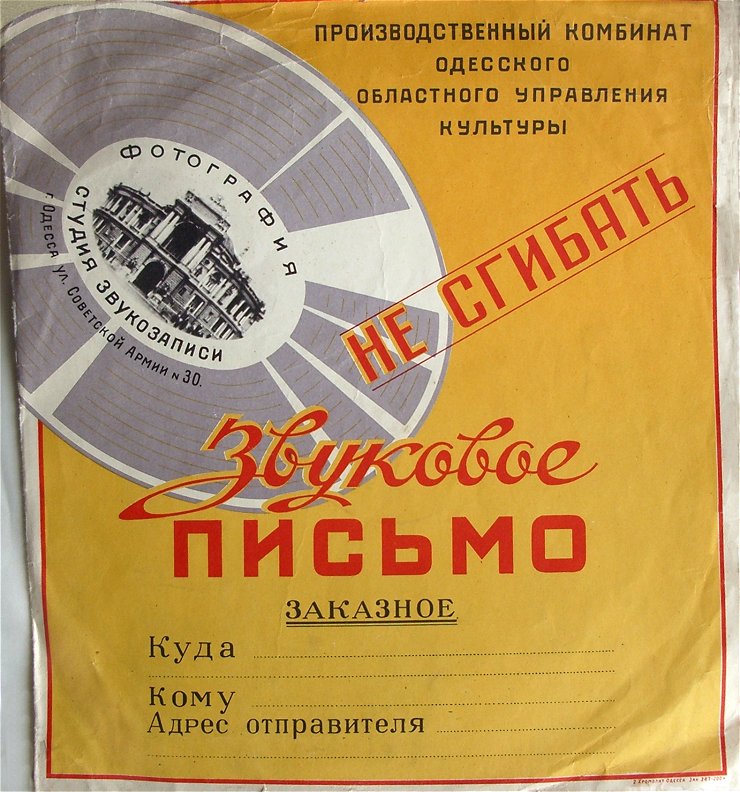 ПРОИЗВОДСТВЕННЫЙ КОМБИНАТ
ОДЕССКОГО
ОБЛАСТНОГО УПРАВЛЕНИЯ
КУЛЬТУРЫ
ФОТОГРАФИЯ
СТУДИЯ ЗВУКОЗАПИСИ
г. Одесса ул. Советской Армии № 30.
НЕ СГИБАТЬ
Звуковое
ПИСЬМО
ЗАКАЗНОЕ
Куда
Кому
Адрес отправителя